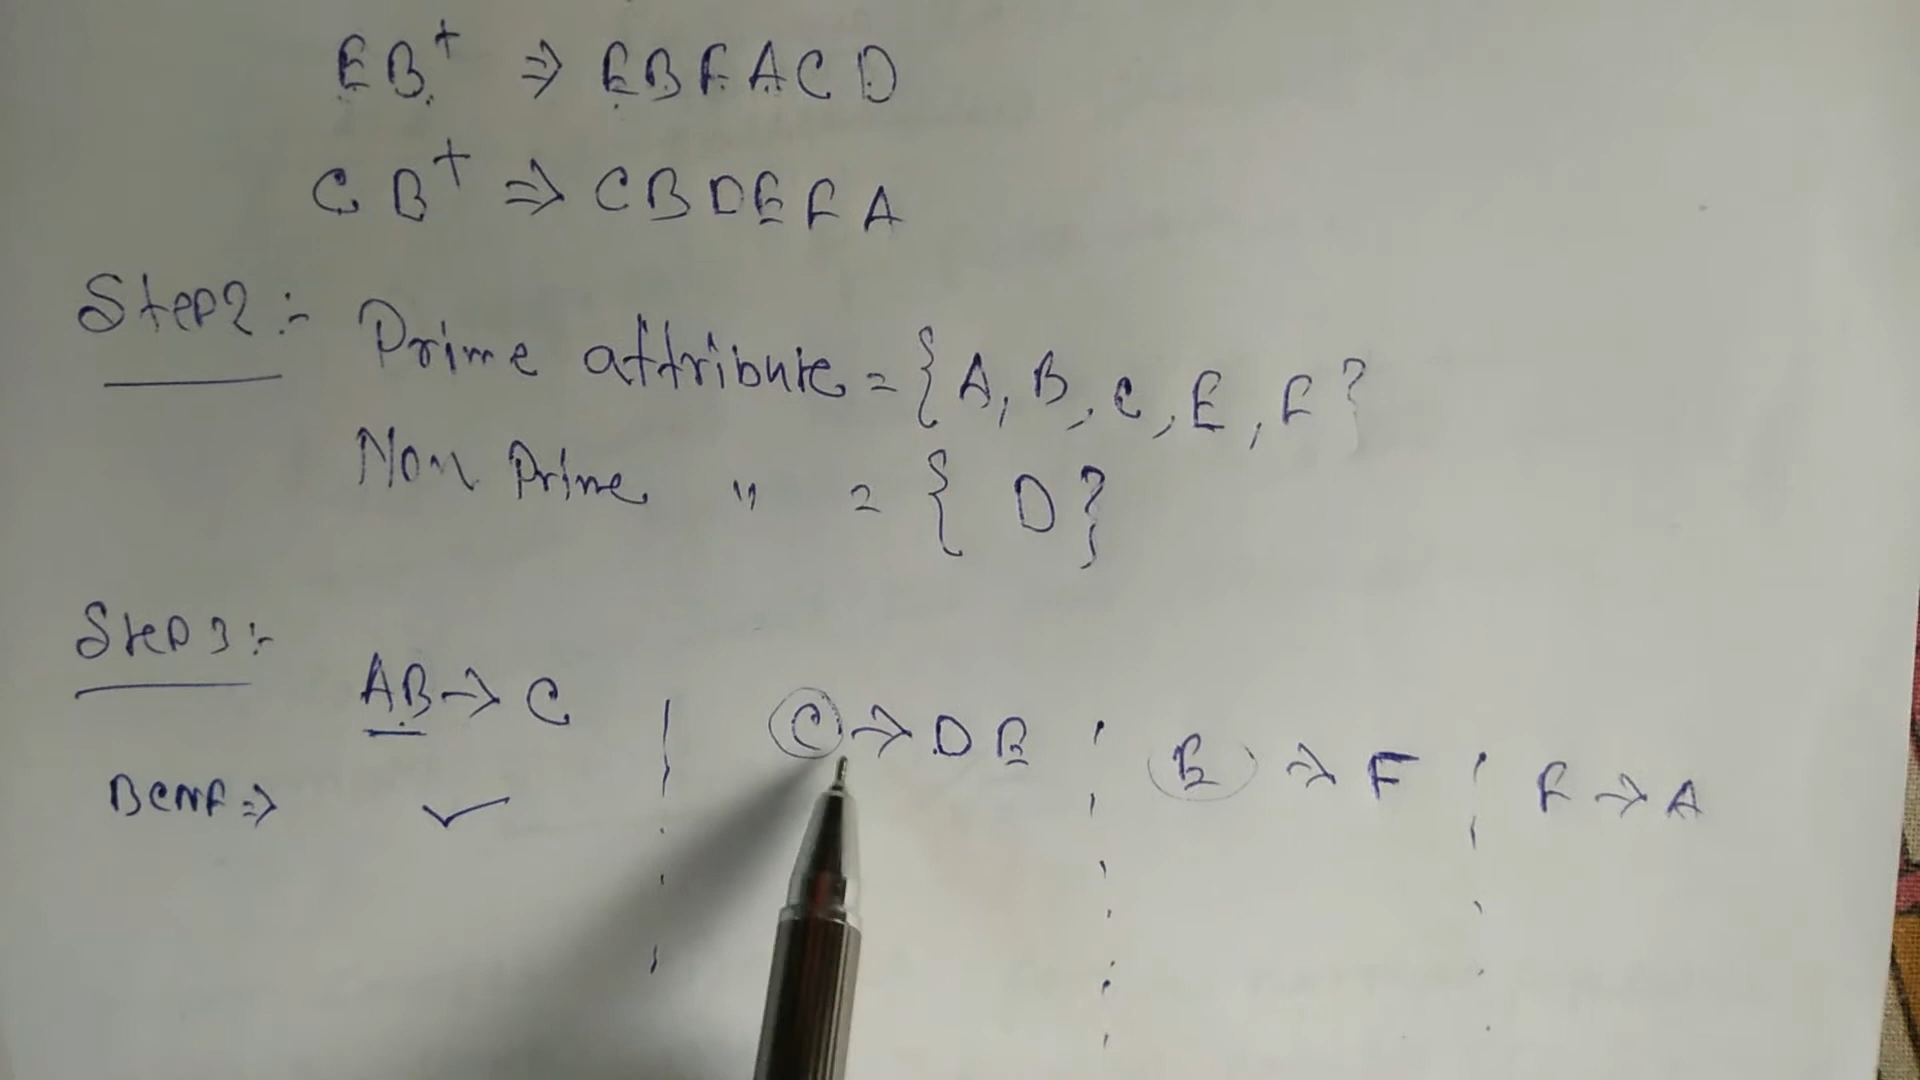 EB+ ⇒ EBFACD
CB+ ⇒ CBDEFA
Step2:- Prime attribute = {A, B, C, E, F}
Non Prime " = {D}
Step3:-
AB → C | C → DE | E → F | F → A
BCNF ⇒ ✓